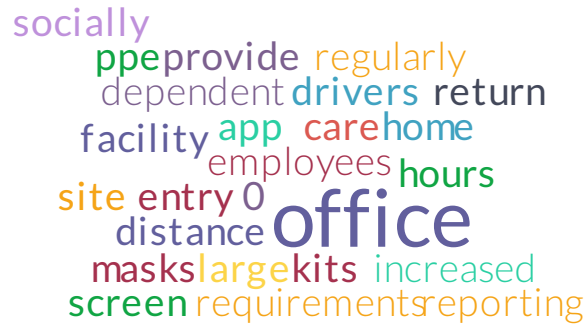 socially
ppe provide regularly
dependent drivers return
facility app care home
employees hours
site entry 0
distance office
masks large kits increased
screen requirements reporting